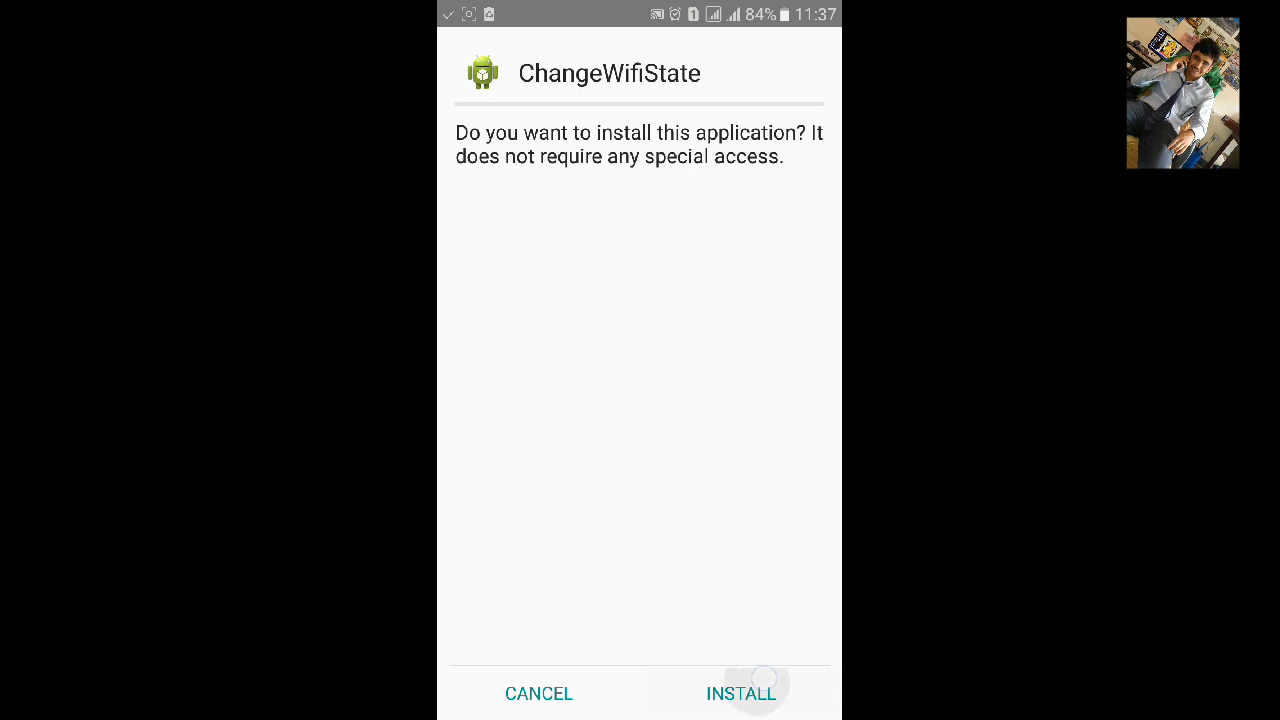 1 84% 11:37
ChangeWifiState
Do you want to install this application? It
does not require any special access.
CANCEL INSTALL